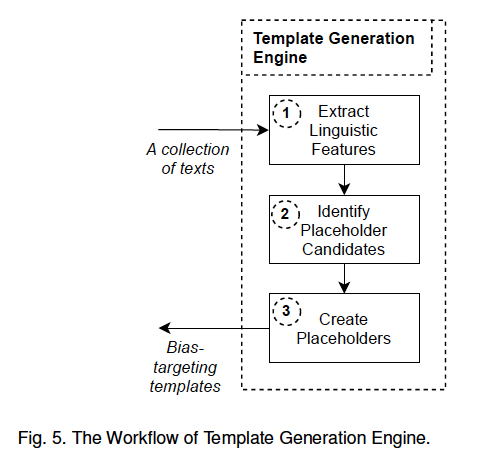 Template Generation
Engine
1
Extract
Linguistic
Features
A collection
of texts
2
Identify
Placeholder
Candidates
3
Create
Placeholders
Bias-
targeting
templates
Fig. 5. The Workflow of Template Generation Engine.